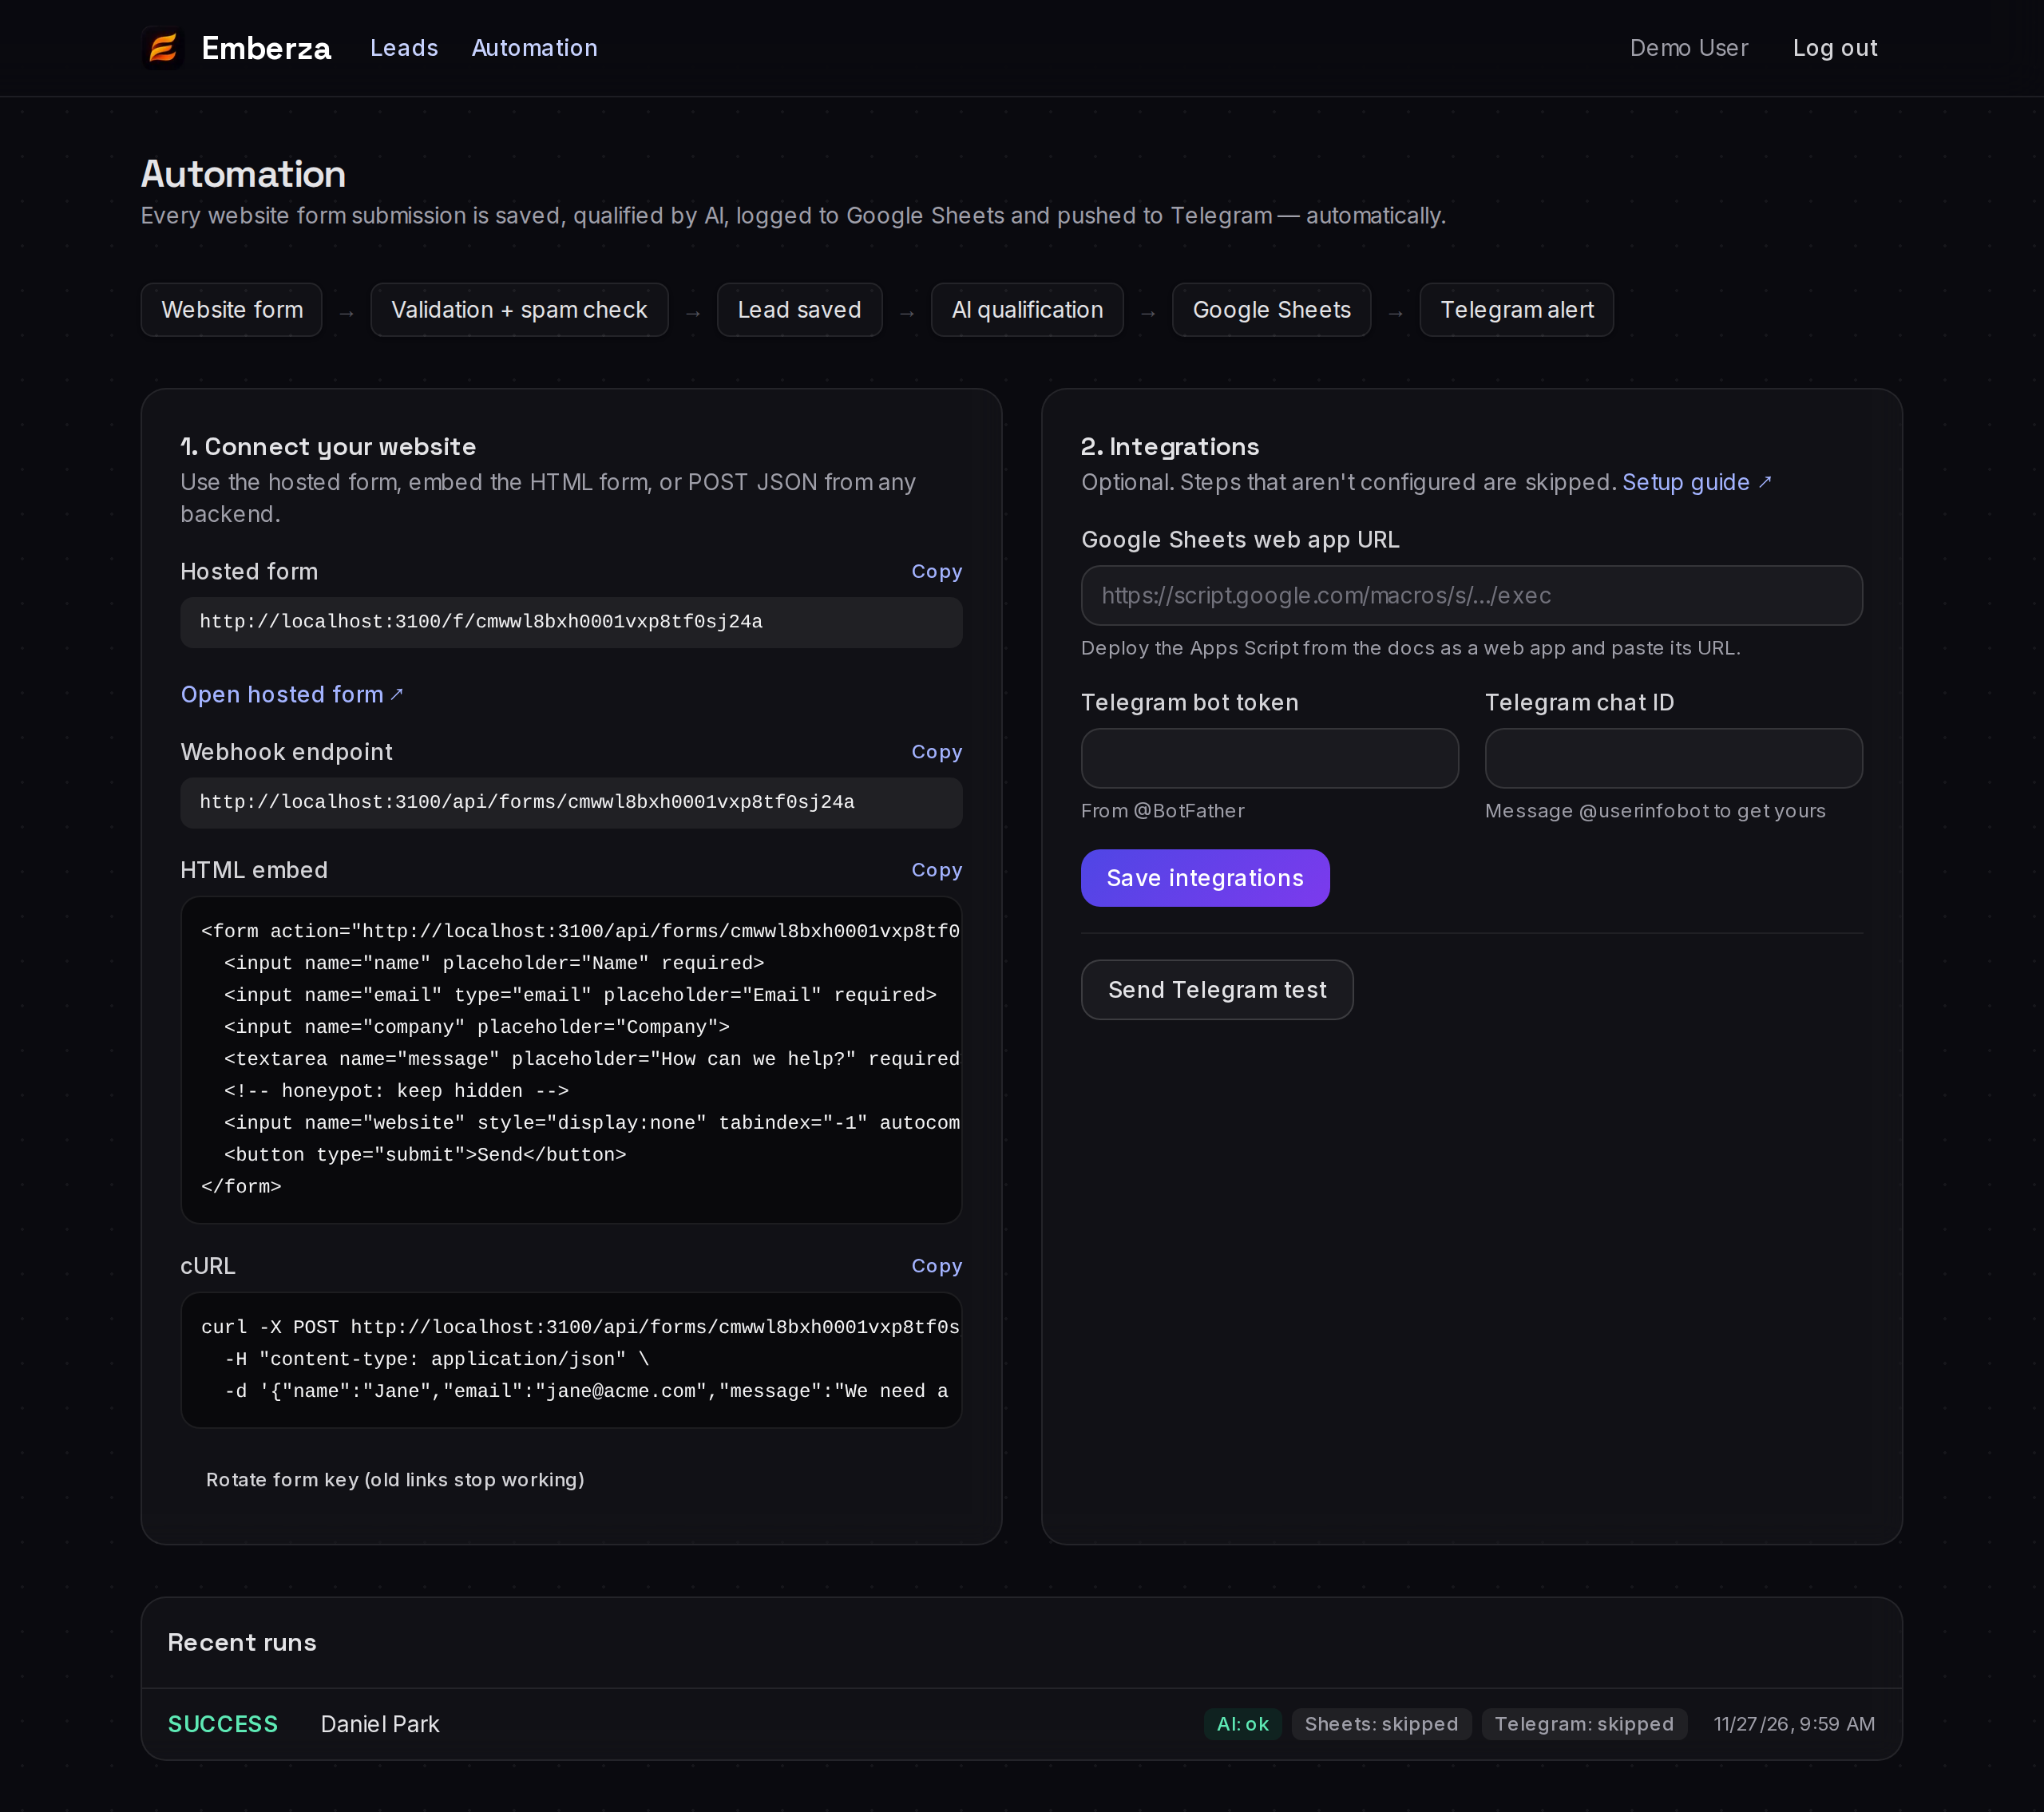 Emberza
Leads
Automation
Demo User
Log out
Automation
Every website form submission is saved, qualified by AI, logged to Google Sheets and pushed to Telegram — automatically.
Website form → Validation + spam check → Lead saved → AI qualification → Google Sheets → Telegram alert
1. Connect your website
Use the hosted form, embed the HTML form, or POST JSON from any
backend.
Hosted form
Copy
http://localhost:3100/f/cmwwl8bxh0001vxp8tf0sj24a
Open hosted form ↗
Webhook endpoint
Copy
http://localhost:3100/api/forms/cmwwl8bxh0001vxp8tf0sj24a
HTML embed
Copy
<form action="http://localhost:3100/api/forms/cmwwl8bxh0001vxp8tf0
<input name="name" placeholder="Name" required>
<input name="email" type="email" placeholder="Email" required>
<input name="company" placeholder="Company">
<textarea name="message" placeholder="How can we help?" required
<!-- honeypot: keep hidden -->
<input name="website" style="display:none" tabindex="-1" autocom
<button type="submit">Send</button>
</form>
cURL
Copy
curl -X POST http://localhost:3100/api/forms/cmwwl8bxh0001vxp8tf0s
-H "content-type: application/json" \
-d '{"name":"Jane","email":"jane@acme.com","message":"We need a
Rotate form key (old links stop working)
2. Integrations
Optional. Steps that aren't configured are skipped. Setup guide ↗
Google Sheets web app URL
https://script.google.com/macros/s/.../exec
Deploy the Apps Script from the docs as a web app and paste its URL.
Telegram bot token
From @BotFather
Telegram chat ID
Message @userinfobot to get yours
Save integrations
Send Telegram test
Recent runs
SUCCESS
Daniel Park
AI: ok
Sheets: skipped
Telegram: skipped
11/27/26, 9:59 AM